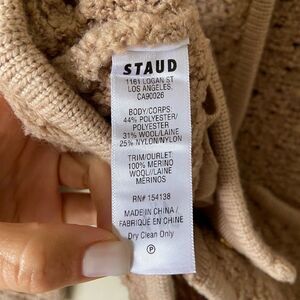 STAUD
1161 LOGAN ST
LOS ANGELES,
CA90026
BODY/CORPS:
44% POLYESTER/
POLYESTER
31% WOOL/LAINE
25% NYLON/NYLON
TRIM/OURLET:
100% MERINO
WOOL//LAINE
MERINOS
RN# 154138
MADE IN CHINA /
FABRIQUÉ EN CHINE
Dry Clean Only
P